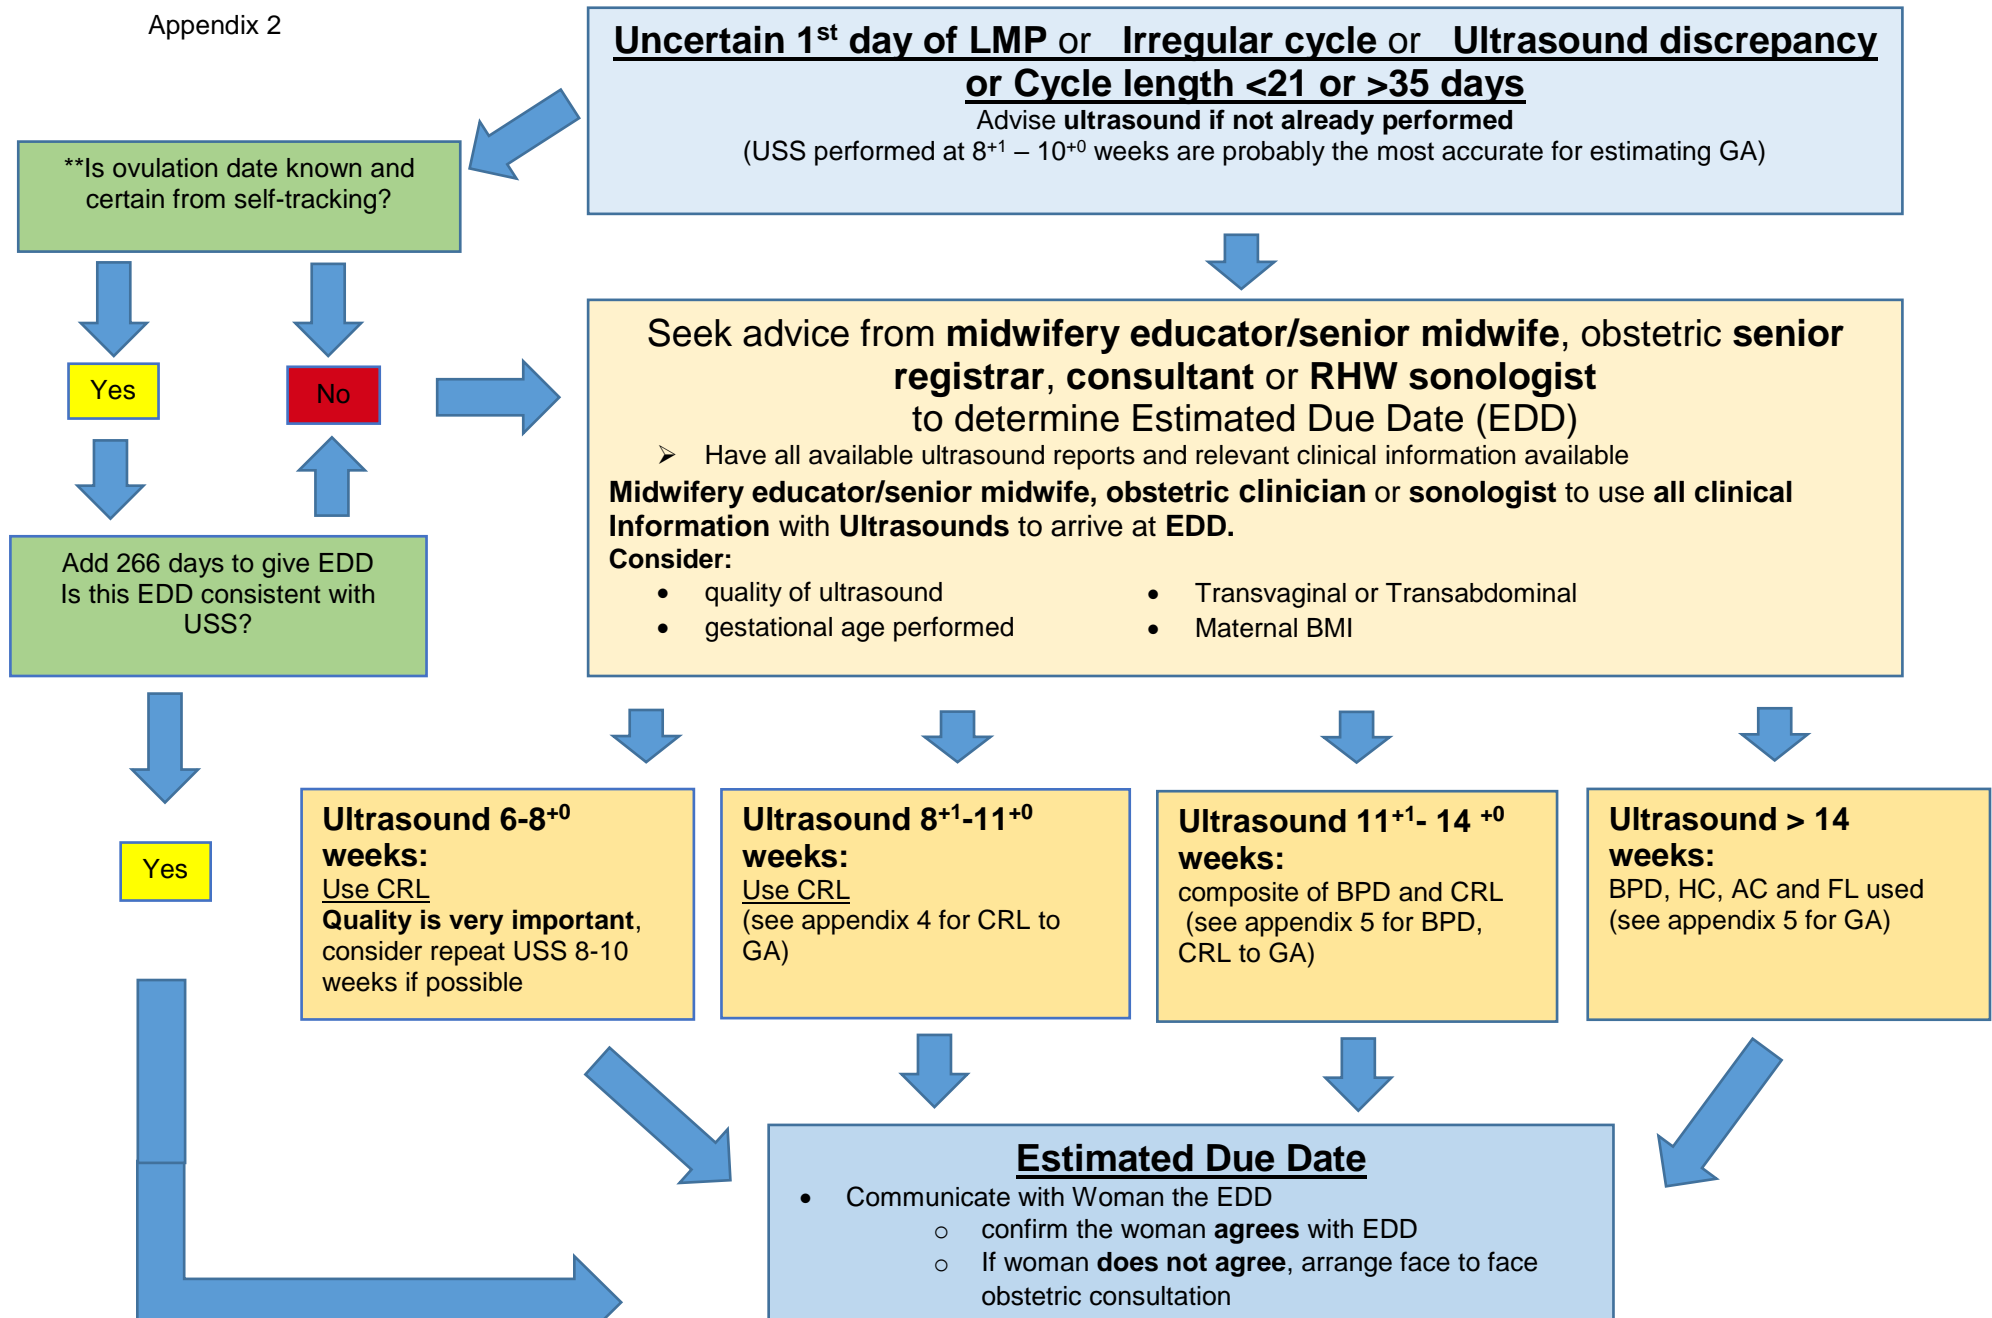 Appendix 2
Uncertain 1st day of LMP or Irregular cycle or Ultrasound discrepancy
or Cycle length <21 or >35 days
Advise ultrasound if not already performed
(USS performed at 8+1 – 10+0 weeks are probably the most accurate for estimating GA)
**Is ovulation date known and
certain from self-tracking?
Yes
No
Add 266 days to give EDD
Is this EDD consistent with
USS?
Yes
Seek advice from midwifery educator/senior midwife, obstetric senior
registrar, consultant or RHW sonologist
to determine Estimated Due Date (EDD)
➢ Have all available ultrasound reports and relevant clinical information available
Midwifery educator/senior midwife, obstetric clinician or sonologist to use all clinical
Information with Ultrasounds to arrive at EDD.
Consider:
• quality of ultrasound
• gestational age performed
• Transvaginal or Transabdominal
• Maternal BMI
Ultrasound 6-8+0
weeks:
Use CRL
Quality is very important,
consider repeat USS 8-10
weeks if possible
Ultrasound 8+1-11+0
weeks:
Use CRL
(see appendix 4 for CRL to
GA)
Ultrasound 11+1- 14 +0
weeks:
composite of BPD and CRL
(see appendix 5 for BPD,
CRL to GA)
Ultrasound > 14
weeks:
BPD, HC, AC and FL used
(see appendix 5 for GA)
Estimated Due Date
• Communicate with Woman the EDD
o confirm the woman agrees with EDD
o If woman does not agree, arrange face to face
obstetric consultation